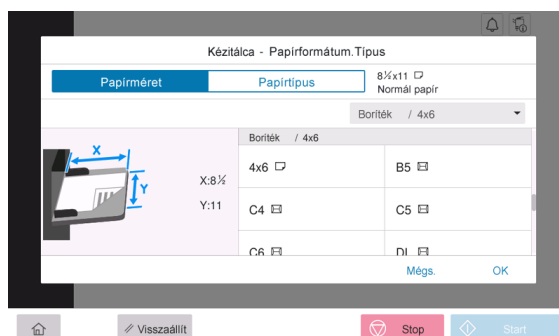 Kézitálca - Papírformátum.Típus
Papírméret
Papírtípus
8½x11
Normál papír
Boríték / 4x6
Boríték / 4x6
X
Y
X:8½
Y:11
4x6
B5
C4
C5
C6
DL
Mégs.
OK
Visszaállít
Stop
Start